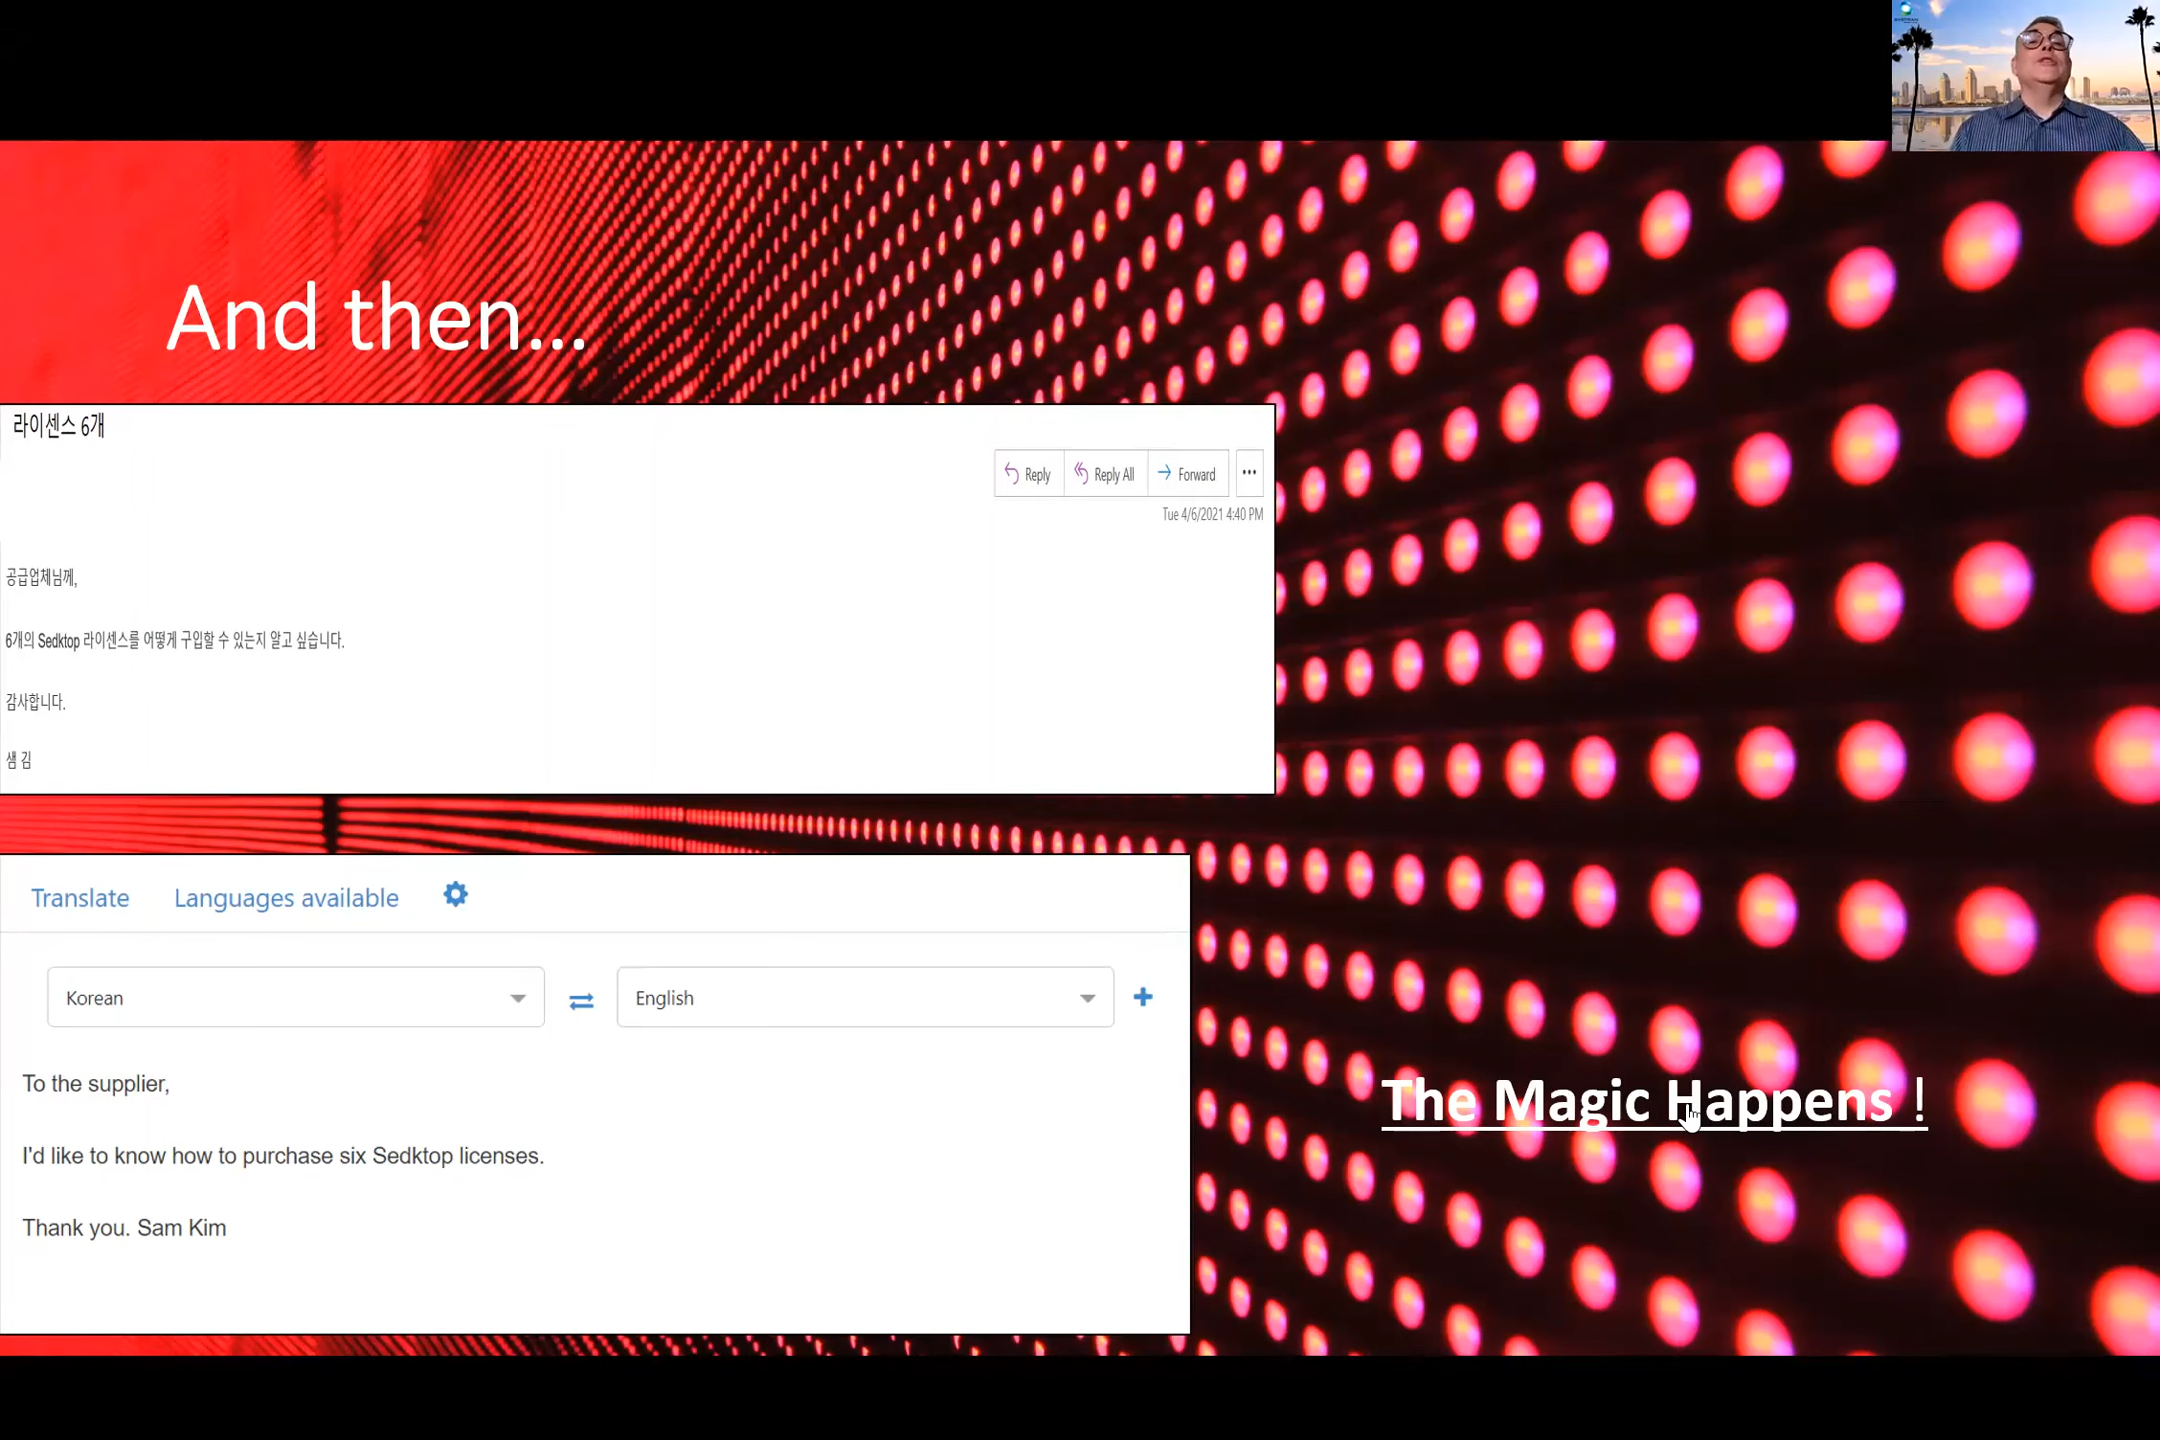 And then...
라이센스 6개
Reply
Reply All
Forward
Tue 4/6/2021 4:40 PM
공급업체님께,
6개의 Sedktop 라이센스를 어떻게 구입할 수 있는지 알고 싶습니다.
감사합니다.
샘 김
Translate
Languages available
Korean
English
To the supplier,
I'd like to know how to purchase six Sedktop licenses.
Thank you. Sam Kim
The Magic Happens !